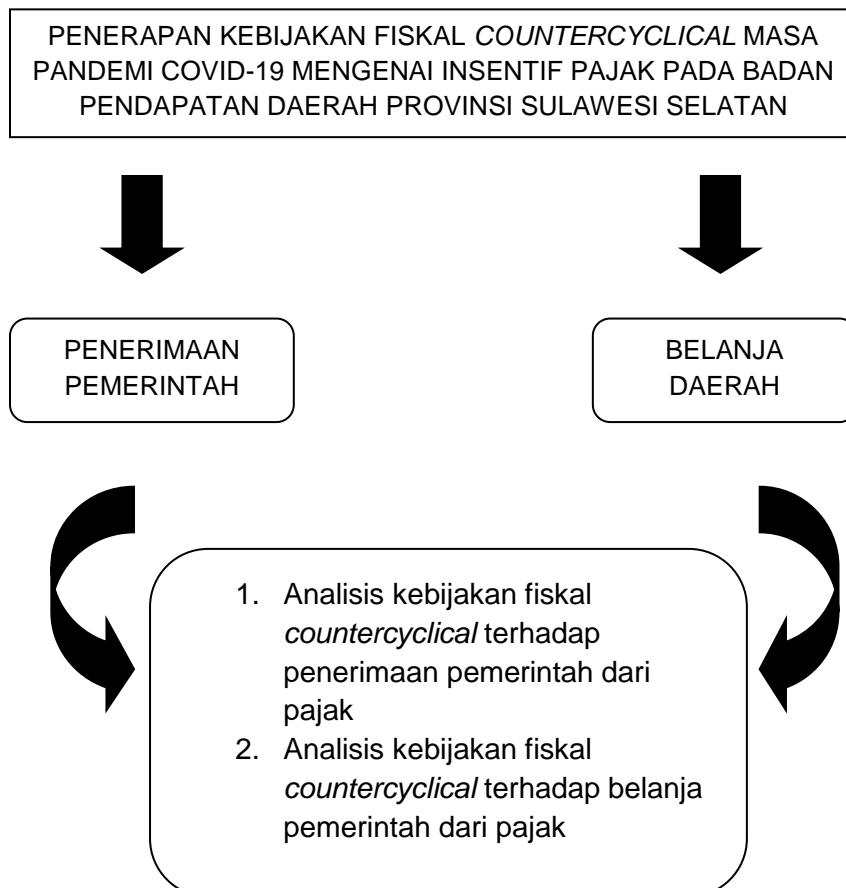 PENERAPAN KEBIJAKAN FISKAL COUNTERCYCLICAL MASA
PANDEMI COVID-19 MENGENAI INSENTIF PAJAK PADA BADAN
PENDAPATAN DAERAH PROVINSI SULAWESI SELATAN
PENERIMAAN
PEMERINTAH
BELANJA
DAERAH
1. Analisis kebijakan fiskal
countercyclical terhadap
penerimaan pemerintah dari
pajak
2. Analisis kebijakan fiskal
countercyclical terhadap belanja
pemerintah dari pajak